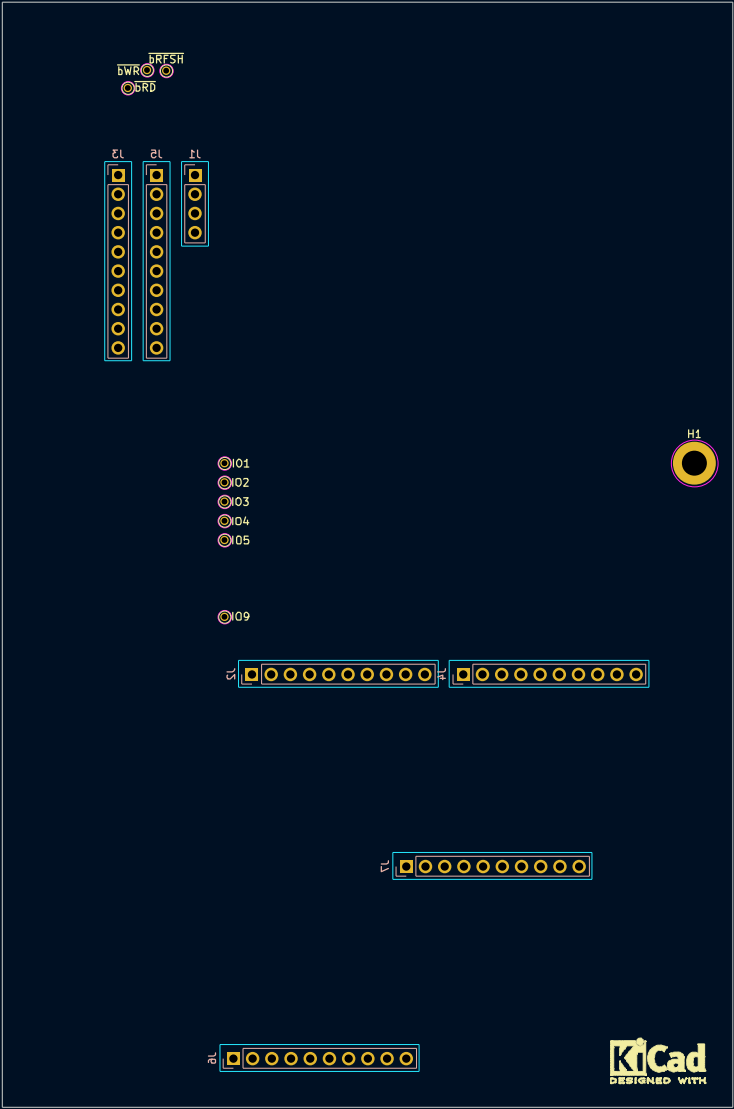 bRFSH
bWR
bRD
J3 J5 J1
H1
IO1
IO2
IO3
IO4
IO5
IO9
J2 J4
J7
J6
KiCad
DESIGNED WITH